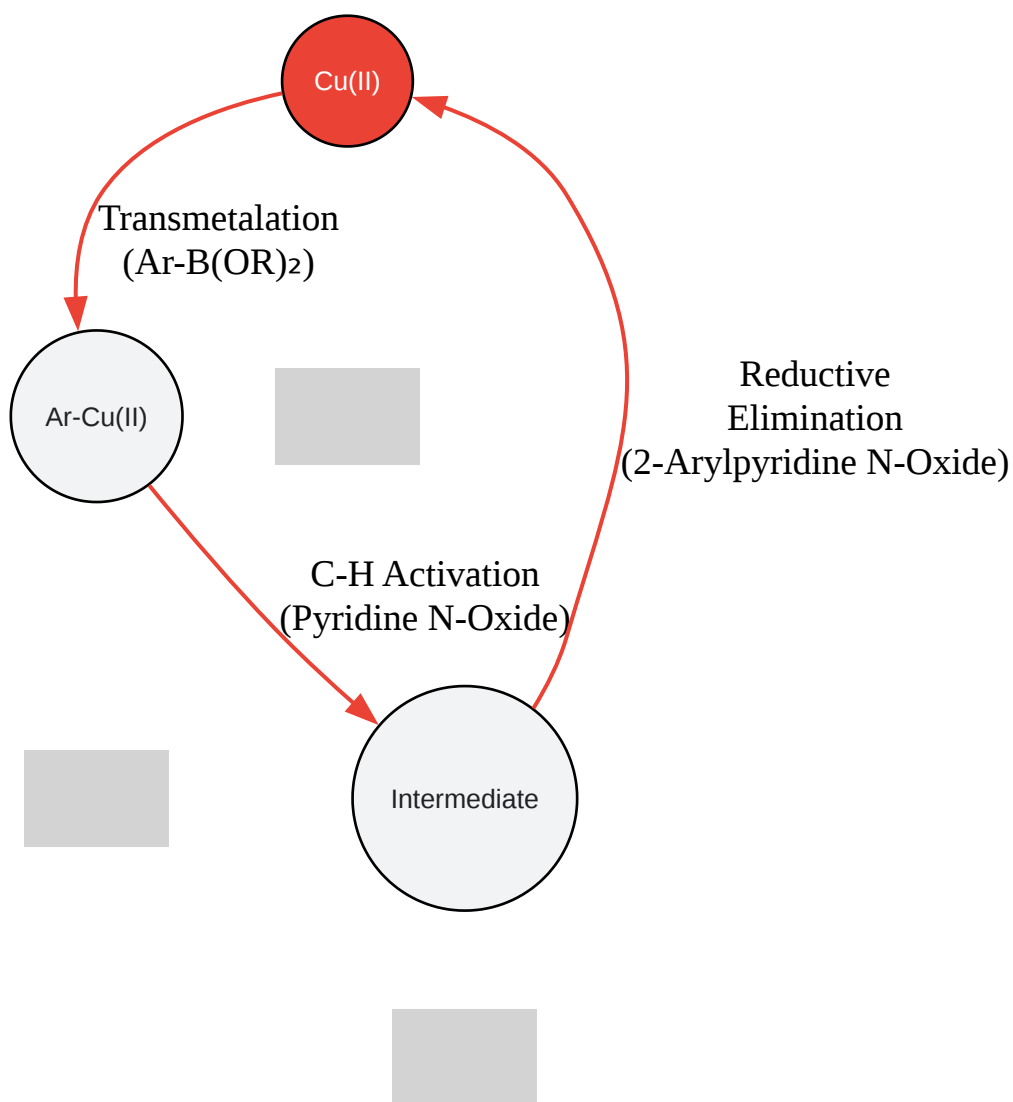 Cu(II)
Transmetalation
(Ar-B(OR)₂)
Ar-Cu(II)
Reductive
Elimination
(2-Arylpyridine N-Oxide)
C-H Activation
(Pyridine N-Oxide)
Intermediate